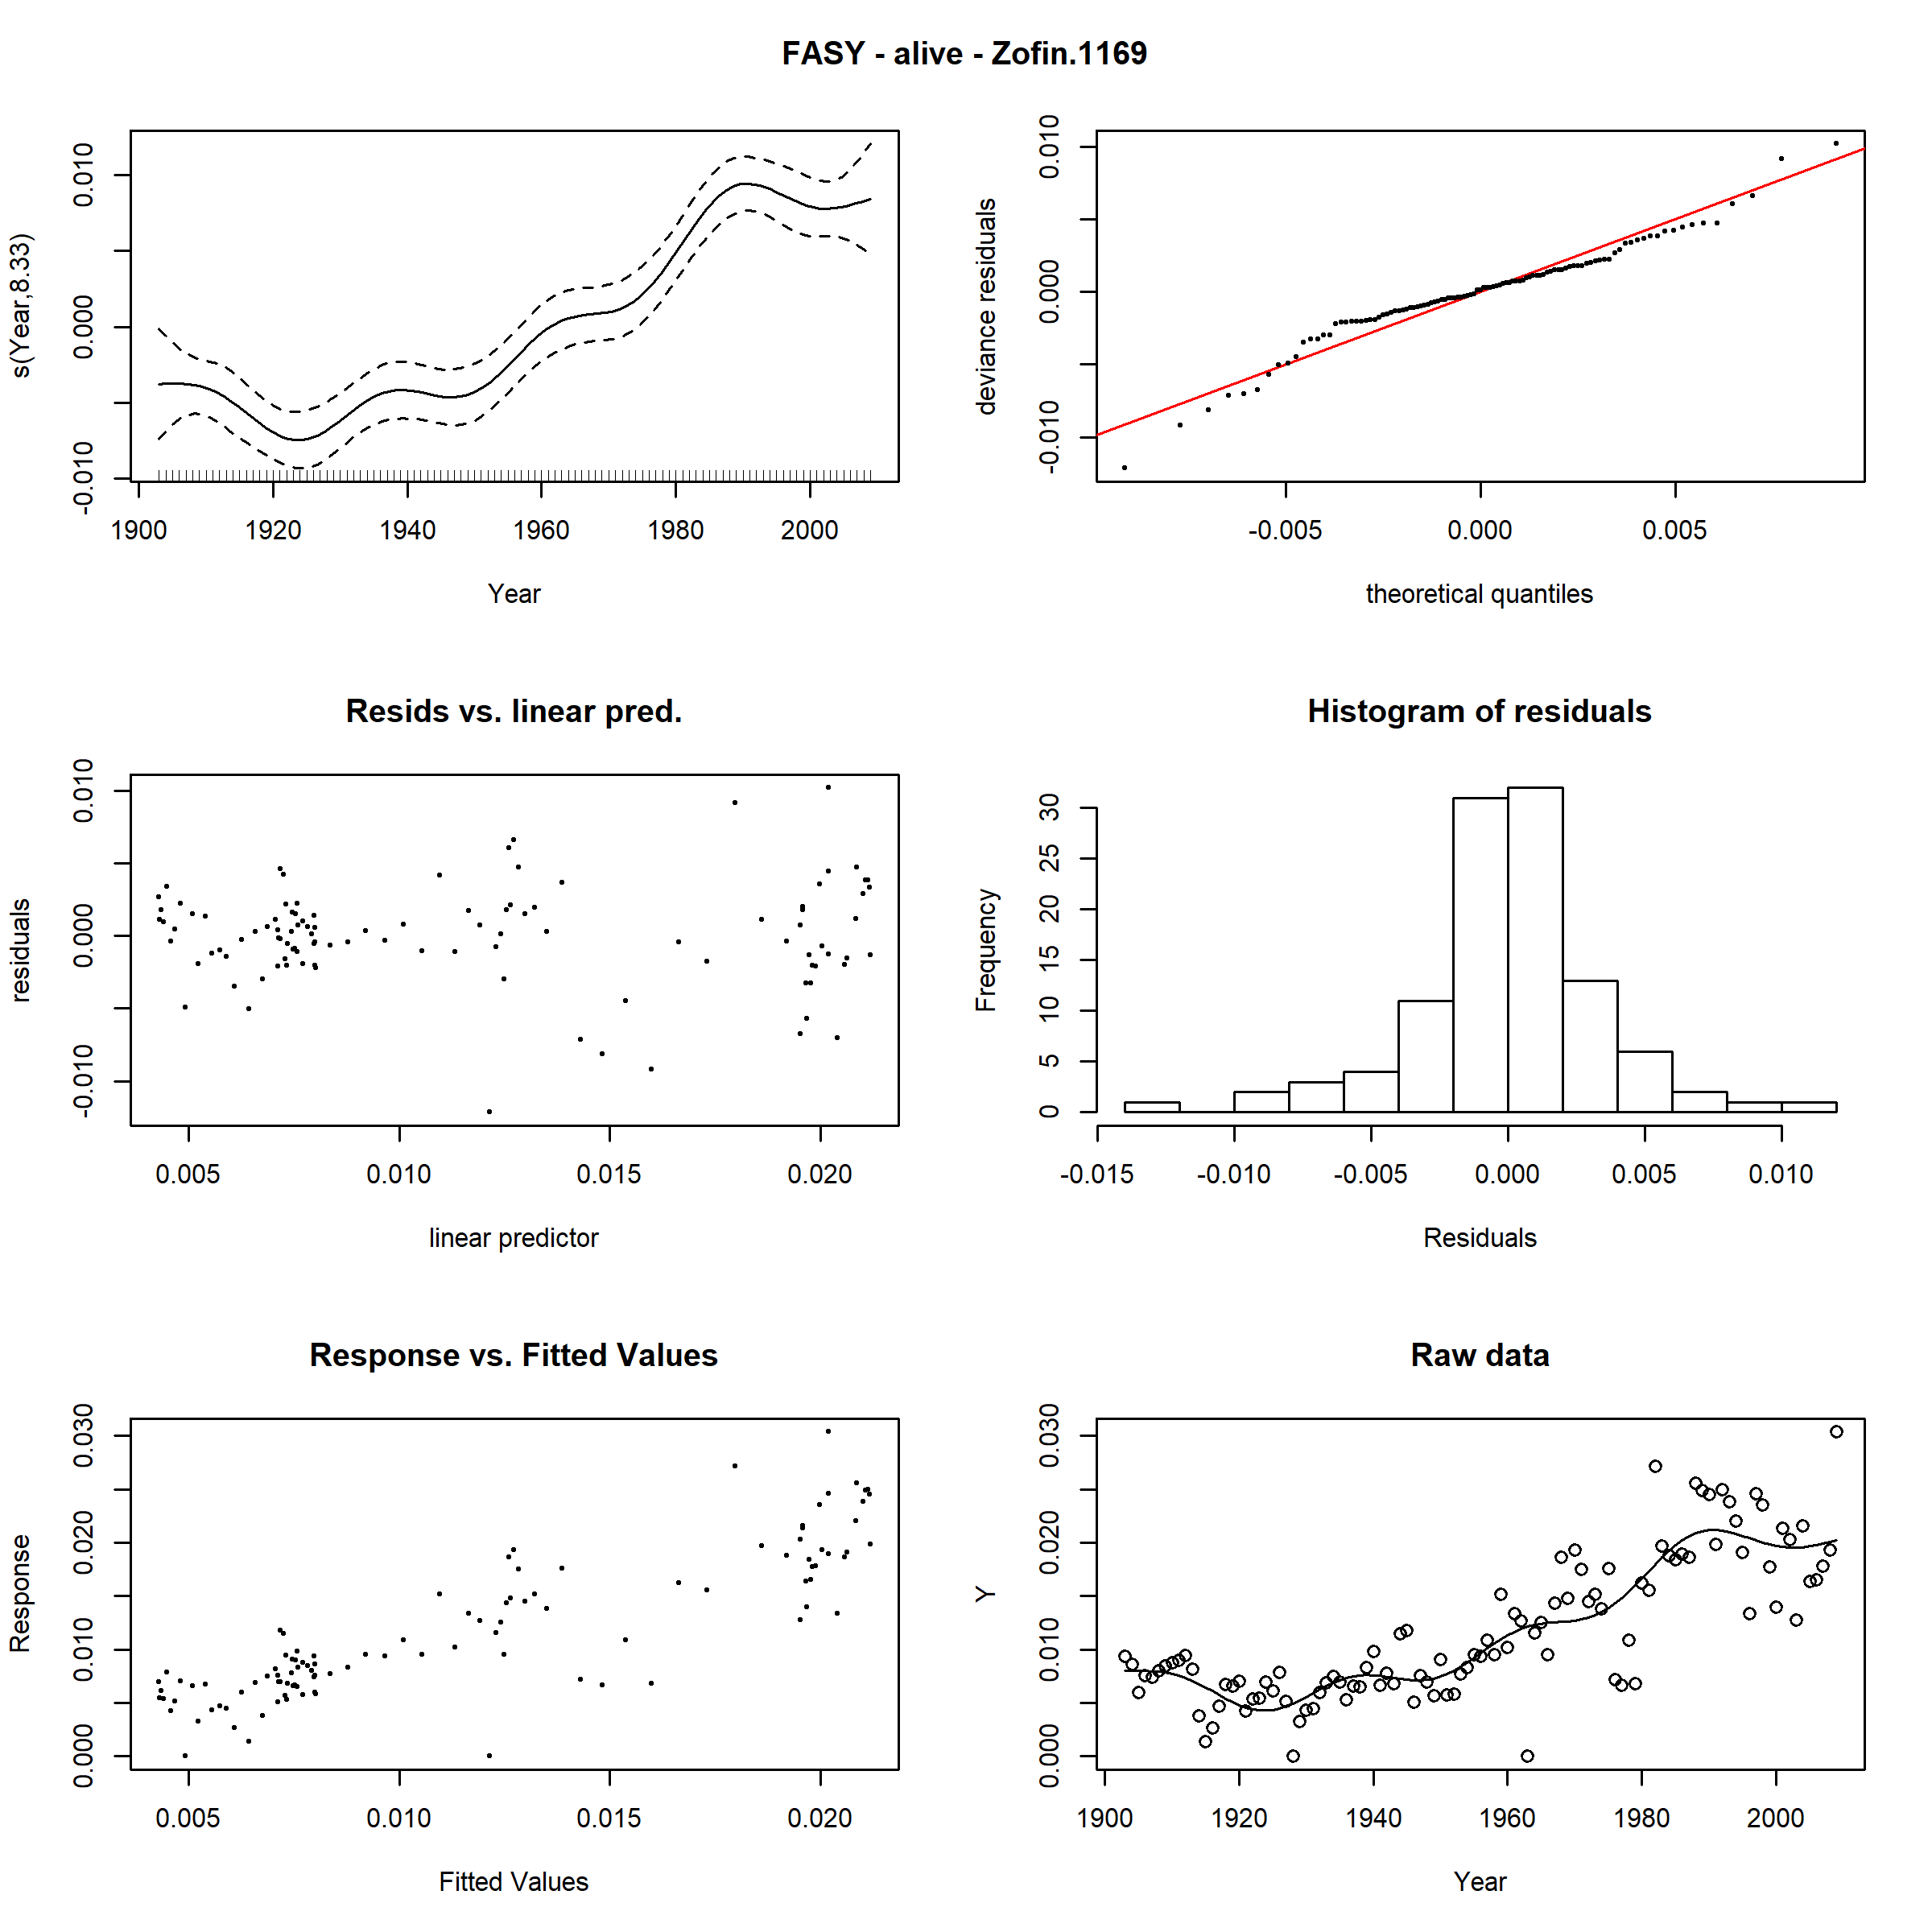 FASY - alive - Zofin.1169
s(Year,8.33)
-0.010 0.000 0.010
1900 1920 1940 1960 1980 2000
Year
deviance residuals
-0.010 0.000 0.010
-0.005 0.000 0.005
theoretical quantiles
Resids vs. linear pred.
residuals
-0.010 0.000 0.010
0.005 0.010 0.015 0.020
linear predictor
Histogram of residuals
Frequency
0 5 10 15 20 25 30
-0.015 -0.010 -0.005 0.000 0.005 0.010
Residuals
Response vs. Fitted Values
Response
0.000 0.010 0.020 0.030
0.005 0.010 0.015 0.020
Fitted Values
Raw data
Y
0.000 0.010 0.020 0.030
1900 1920 1940 1960 1980 2000
Year